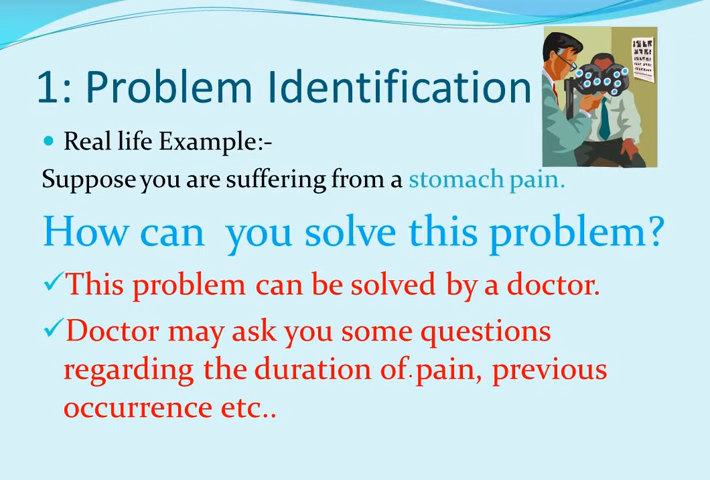 1: Problem Identification
Real life Example:-
Suppose you are suffering from a stomach pain.
How can you solve this problem?
This problem can be solved by a doctor.
Doctor may ask you some questions
regarding the duration of pain, previous
occurrence etc..